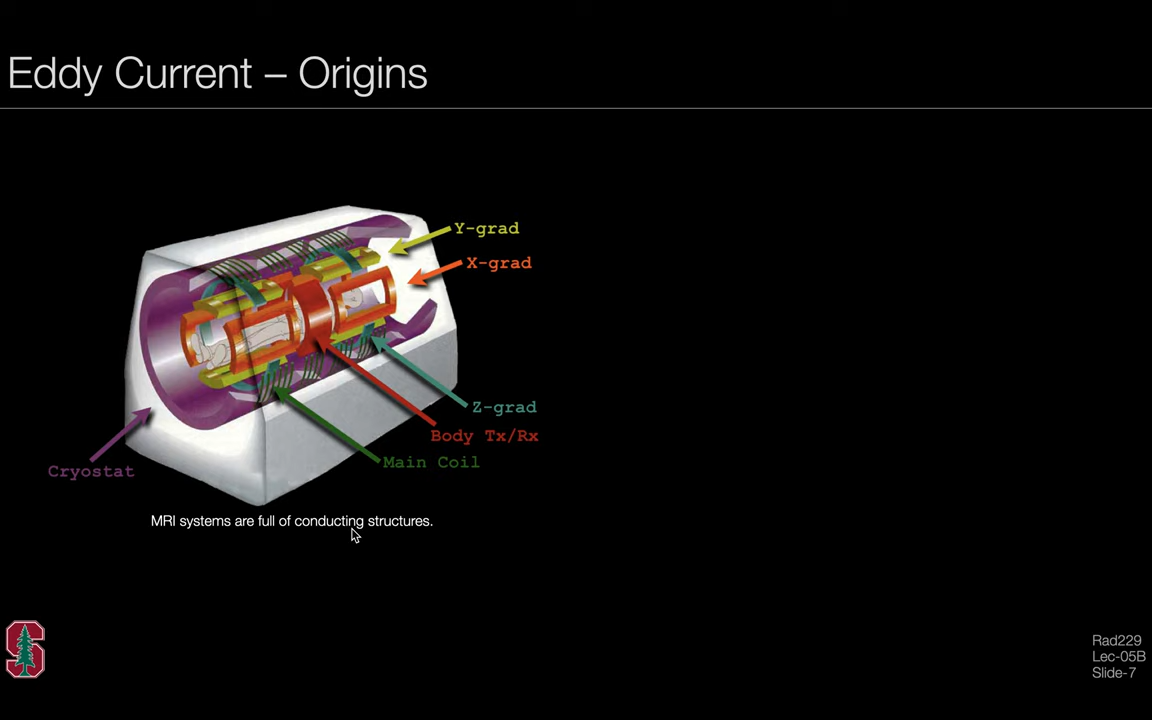 Eddy Current – Origins
Y-grad
X-grad
Z-grad
Body Tx/Rx
Main Coil
Cryostat
MRI systems are full of conducting structures.
Rad229
Lec-05B
Slide-7